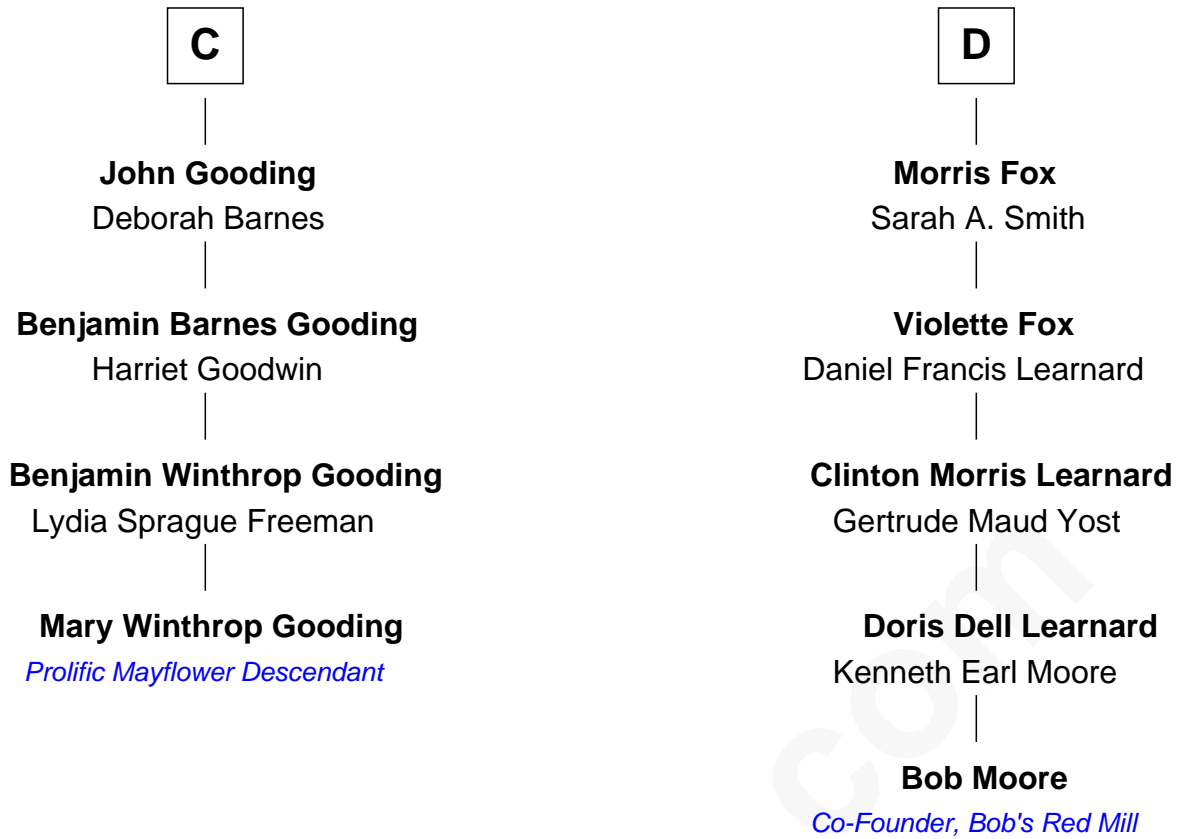 C
John Gooding
Deborah Barnes
Benjamin Barnes Gooding
Harriet Goodwin
Benjamin Winthrop Gooding
Lydia Sprague Freeman
Mary Winthrop Gooding
Prolific Mayflower Descendant
D
Morris Fox
Sarah A. Smith
Violette Fox
Daniel Francis Learnard
Clinton Morris Learnard
Gertrude Maud Yost
Doris Dell Learnard
Kenneth Earl Moore
Bob Moore
Co-Founder, Bob's Red Mill
com